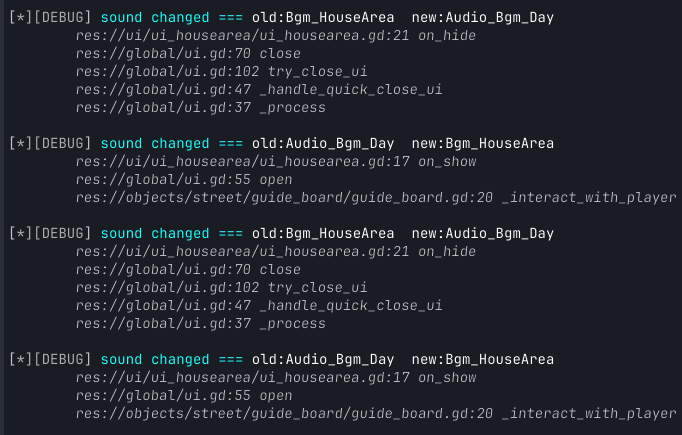 [*][DEBUG] sound changed === old:Bgm_HouseArea  new:Audio_Bgm_Day
res://ui/ui_housearea/ui_housearea.gd:21 on_hide
res://global/ui.gd:70 close
res://global/ui.gd:102 try_close_ui
res://global/ui.gd:47 _handle_quick_close_ui
res://global/ui.gd:37 _process
[*][DEBUG] sound changed === old:Audio_Bgm_Day  new:Bgm_HouseArea
res://ui/ui_housearea/ui_housearea.gd:17 on_show
res://global/ui.gd:55 open
res://objects/street/guide_board/guide_board.gd:20 _interact_with_player
[*][DEBUG] sound changed === old:Bgm_HouseArea  new:Audio_Bgm_Day
res://ui/ui_housearea/ui_housearea.gd:21 on_hide
res://global/ui.gd:70 close
res://global/ui.gd:102 try_close_ui
res://global/ui.gd:47 _handle_quick_close_ui
res://global/ui.gd:37 _process
[*][DEBUG] sound changed === old:Audio_Bgm_Day  new:Bgm_HouseArea
res://ui/ui_housearea/ui_housearea.gd:17 on_show
res://global/ui.gd:55 open
res://objects/street/guide_board/guide_board.gd:20 _interact_with_player